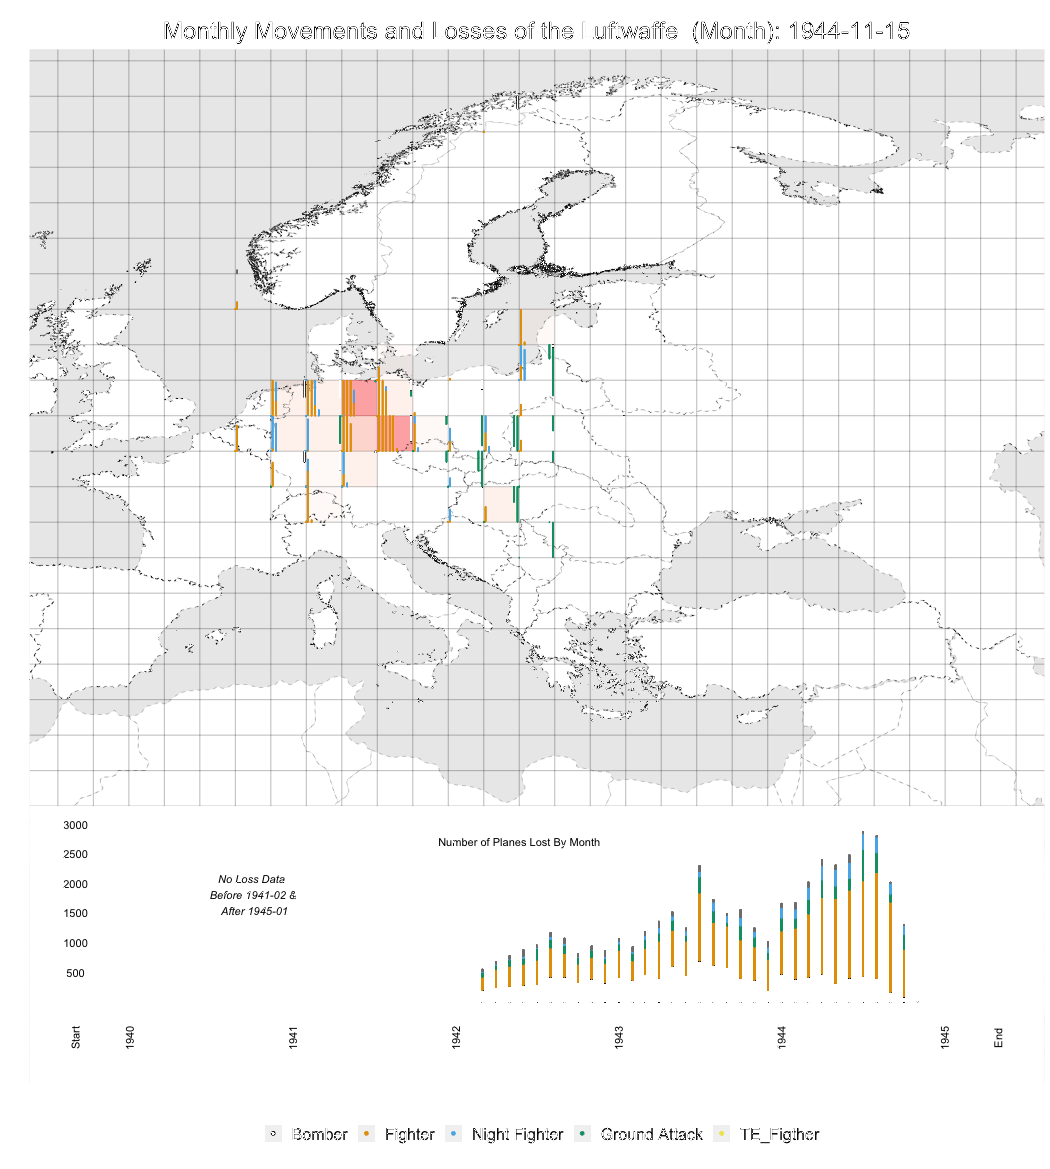 Monthly Movements and Losses of the Luftwaffe (Month): 1944-11-15
3000
Number of Planes Lost By Month
2500
No Loss Data
2000
Before 1941-02 &
1500
After 1945-01
1000
500
Start
1940
1941
1942
1943
1944
1945
End
Bomber Fighter Night Fighter Ground Attack TE_Figther